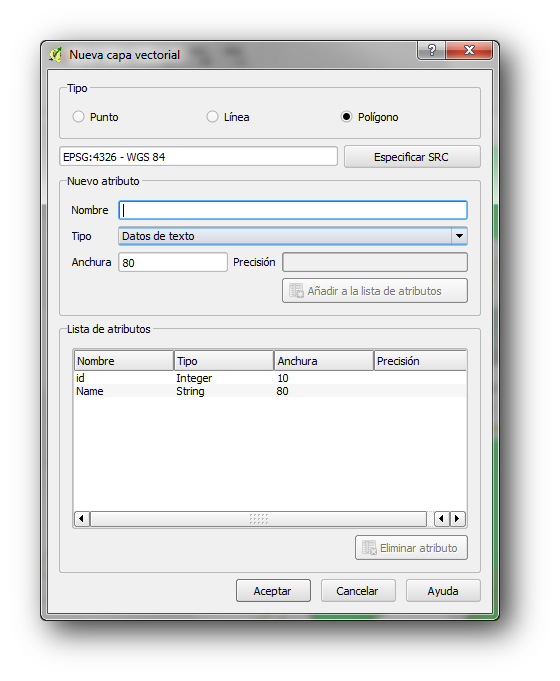 Nueva capa vectorial
Tipo
Punto Línea Polígono
EPSG:4326 - WGS 84 Especificar SRC
Nuevo atributo
Nombre
Tipo Datos de texto
Anchura 80 Precisión
Añadir a la lista de atributos
Lista de atributos
Nombre Tipo Anchura Precisión
id Integer 10
Name String 80
Eliminar atributo
Aceptar Cancelar Ayuda